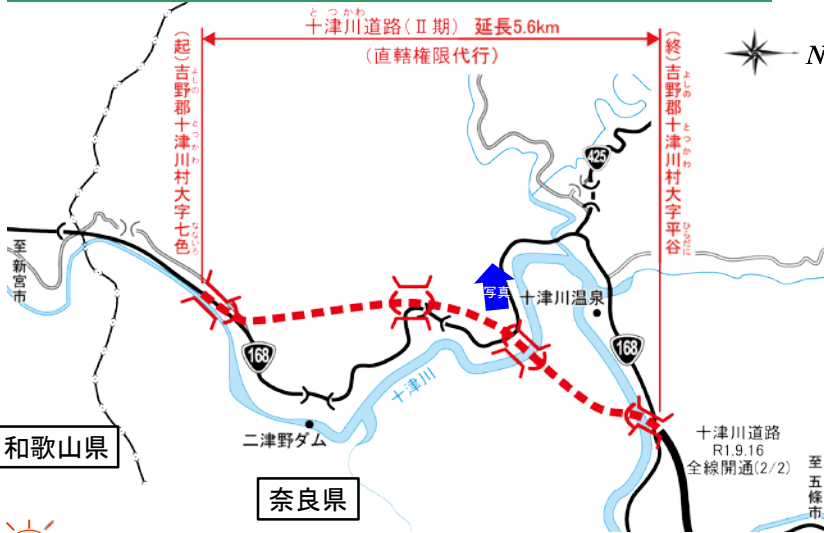 とつかわ
十津川道路(Ⅱ期) 延長5.6km
(直轄権限代行)
(起)吉野郡十津川村大字七色
よしの とつかわ なないろ
(終)吉野郡十津川村大字平谷
よしの とつかわ ひらだに
N
425
至 新宮市
写真
十津川温泉
168
168
十津川
二津野ダム
和歌山県
奈良県
十津川道路
R1.9.16
全線開通(2/2)
至 五條市